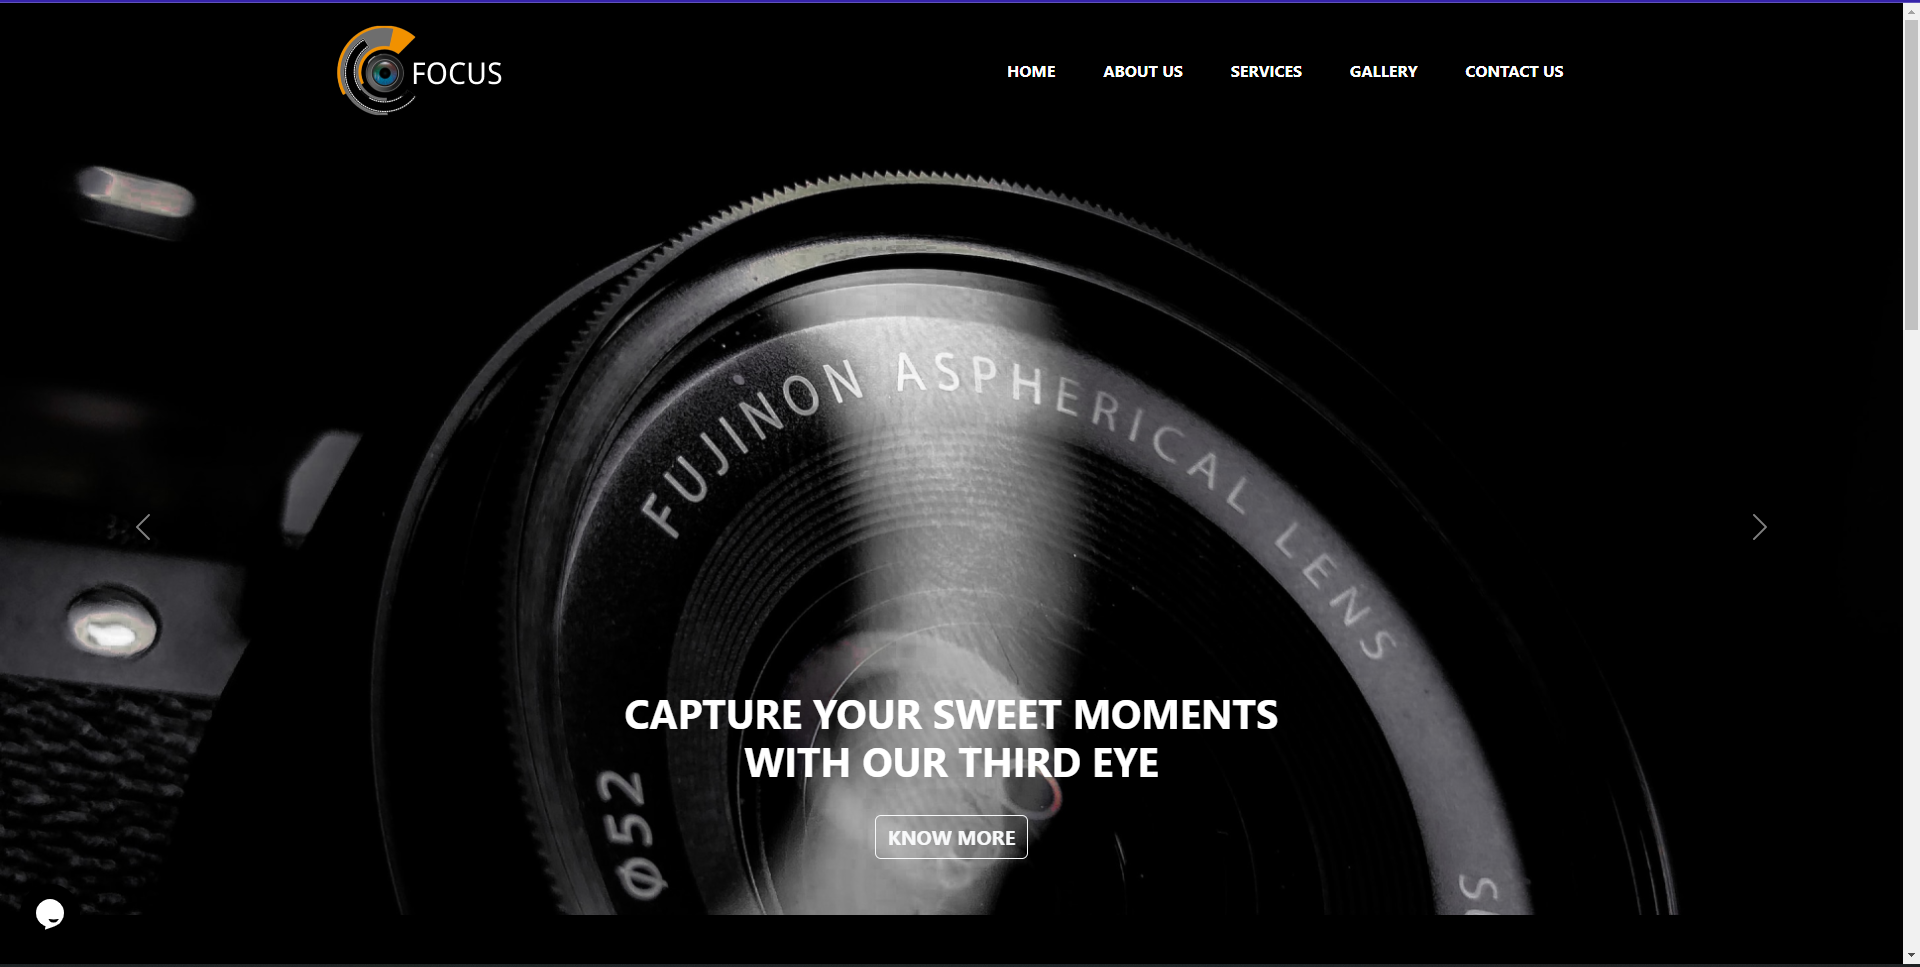 FOCUS
HOME
ABOUT US
SERVICES
GALLERY
CONTACT US
FUJINON ASPHERICAL LENS
CAPTURE YOUR SWEET MOMENTS
WITH OUR THIRD EYE
Ø52
KNOW MORE